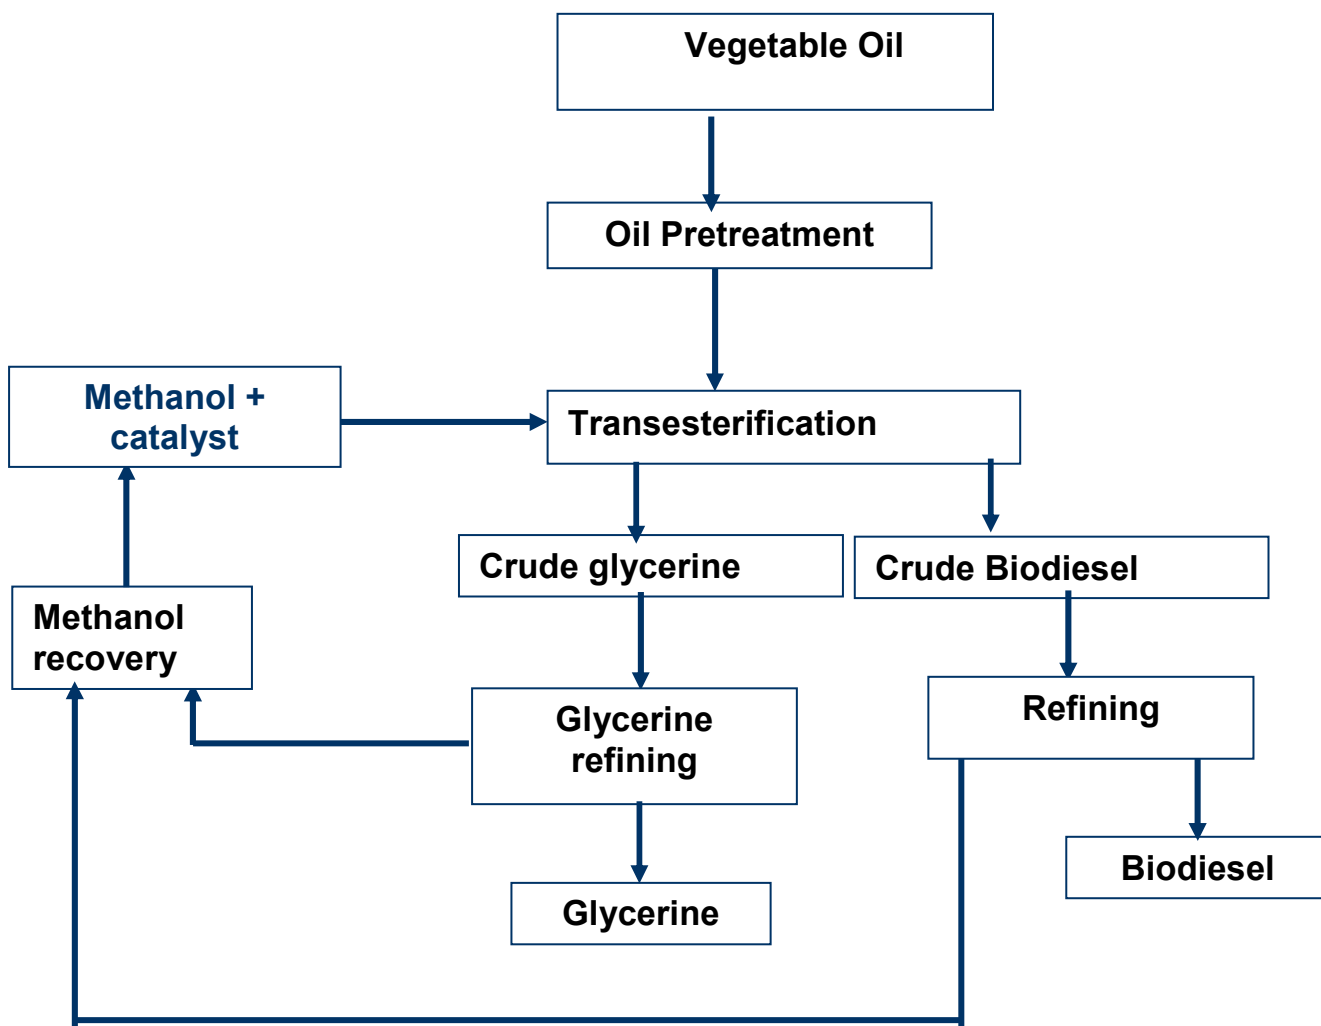 Vegetable Oil
Oil Pretreatment
Methanol +
catalyst
Transesterification
Crude glycerine
Crude Biodiesel
Methanol
recovery
Glycerine
refining
Refining
Biodiesel
Glycerine